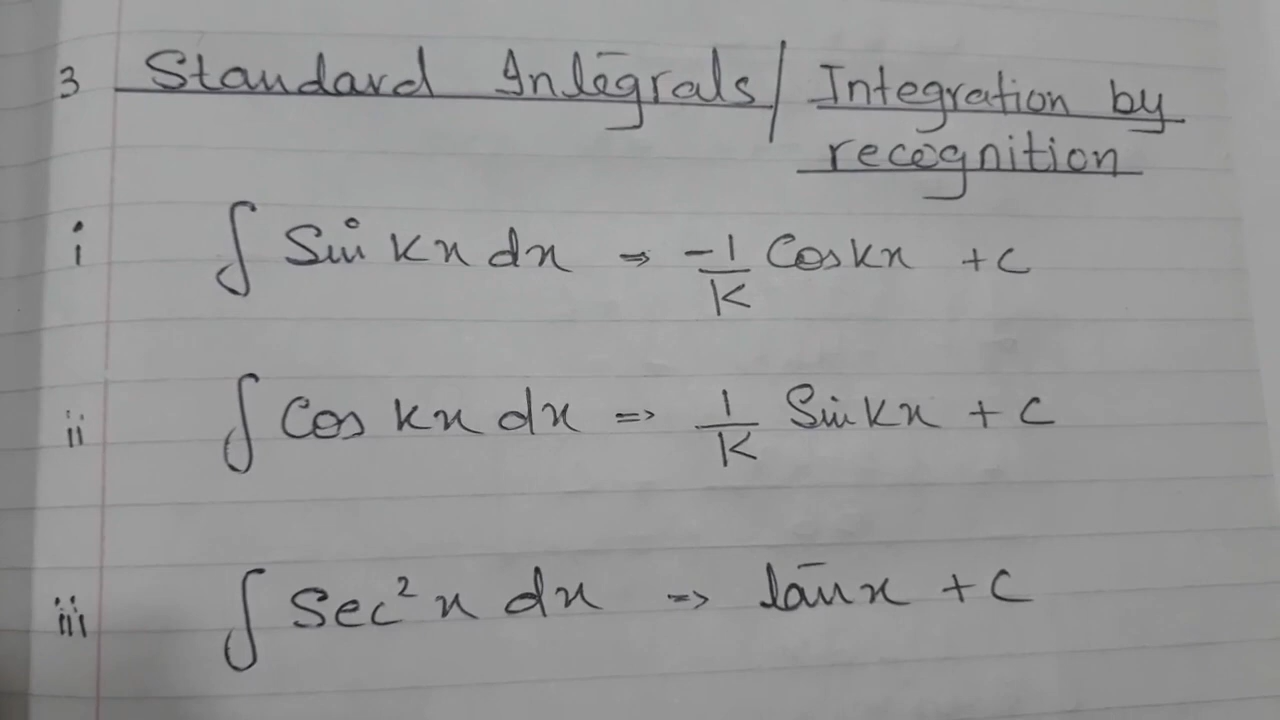 3 Standard Integrals / Integration by
recognition
i ∫ Sin kx dx ⇒ -1/K Cos kx + c
ii ∫ Cos kx dx ⇒ 1/K Sin kx + c
iii ∫ Sec² x dx ⇒ tan x + c